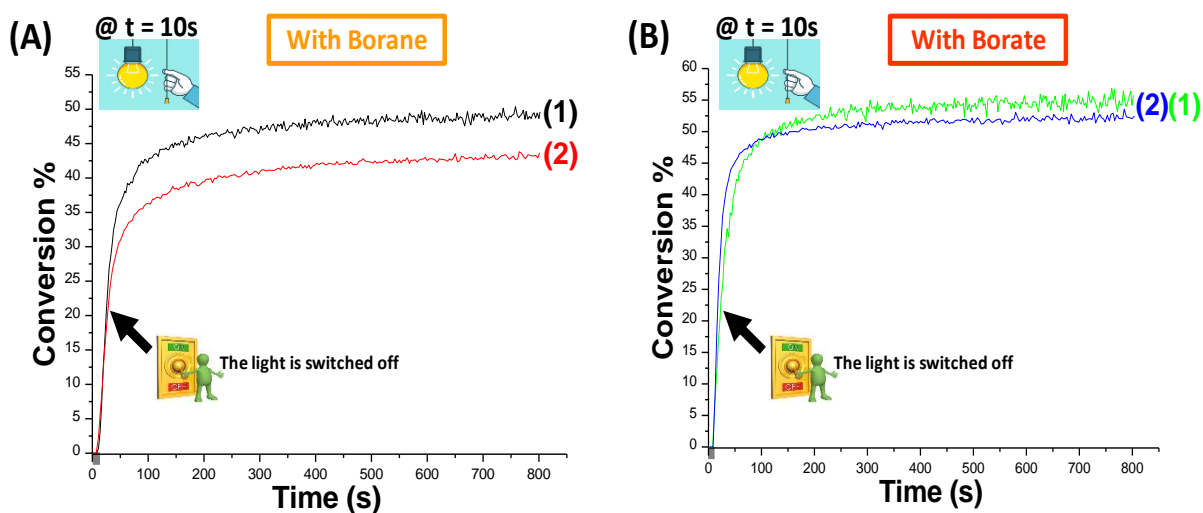 (A)
@ t = 10s
With Borane
55
50
45
40
35
30
25
20
15
10
5
0
Conversion %
(1)
(2)
The light is switched off
0 100 200 300 400 500 600 700 800
Time (s)
(B)
@ t = 10s
With Borate
60
55
50
45
40
35
30
25
20
15
10
5
0
Conversion %
(2)(1)
The light is switched off
0 100 200 300 400 500 600 700 800
Time (s)